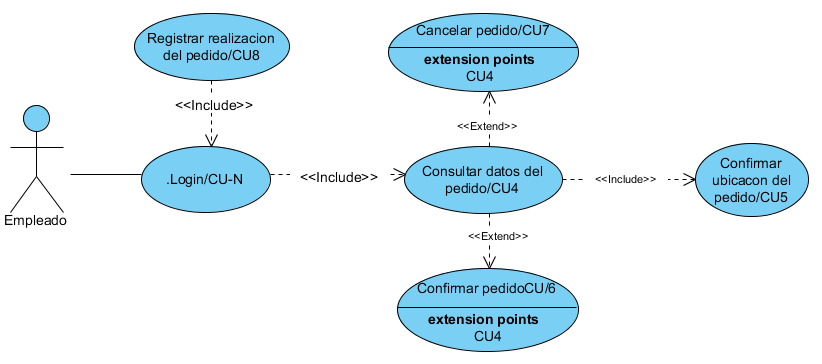 Registrar realizacion
del pedido/CU8
<<Include>>
Empleado
.Login/CU-N
<<Include>>
Cancelar pedido/CU7
extension points
CU4
<<Extend>>
Consultar datos del
pedido/CU4
<<Include>>
Confirmar
ubicacon del
pedido/CU5
<<Extend>>
Confirmar pedidoCU/6
extension points
CU4